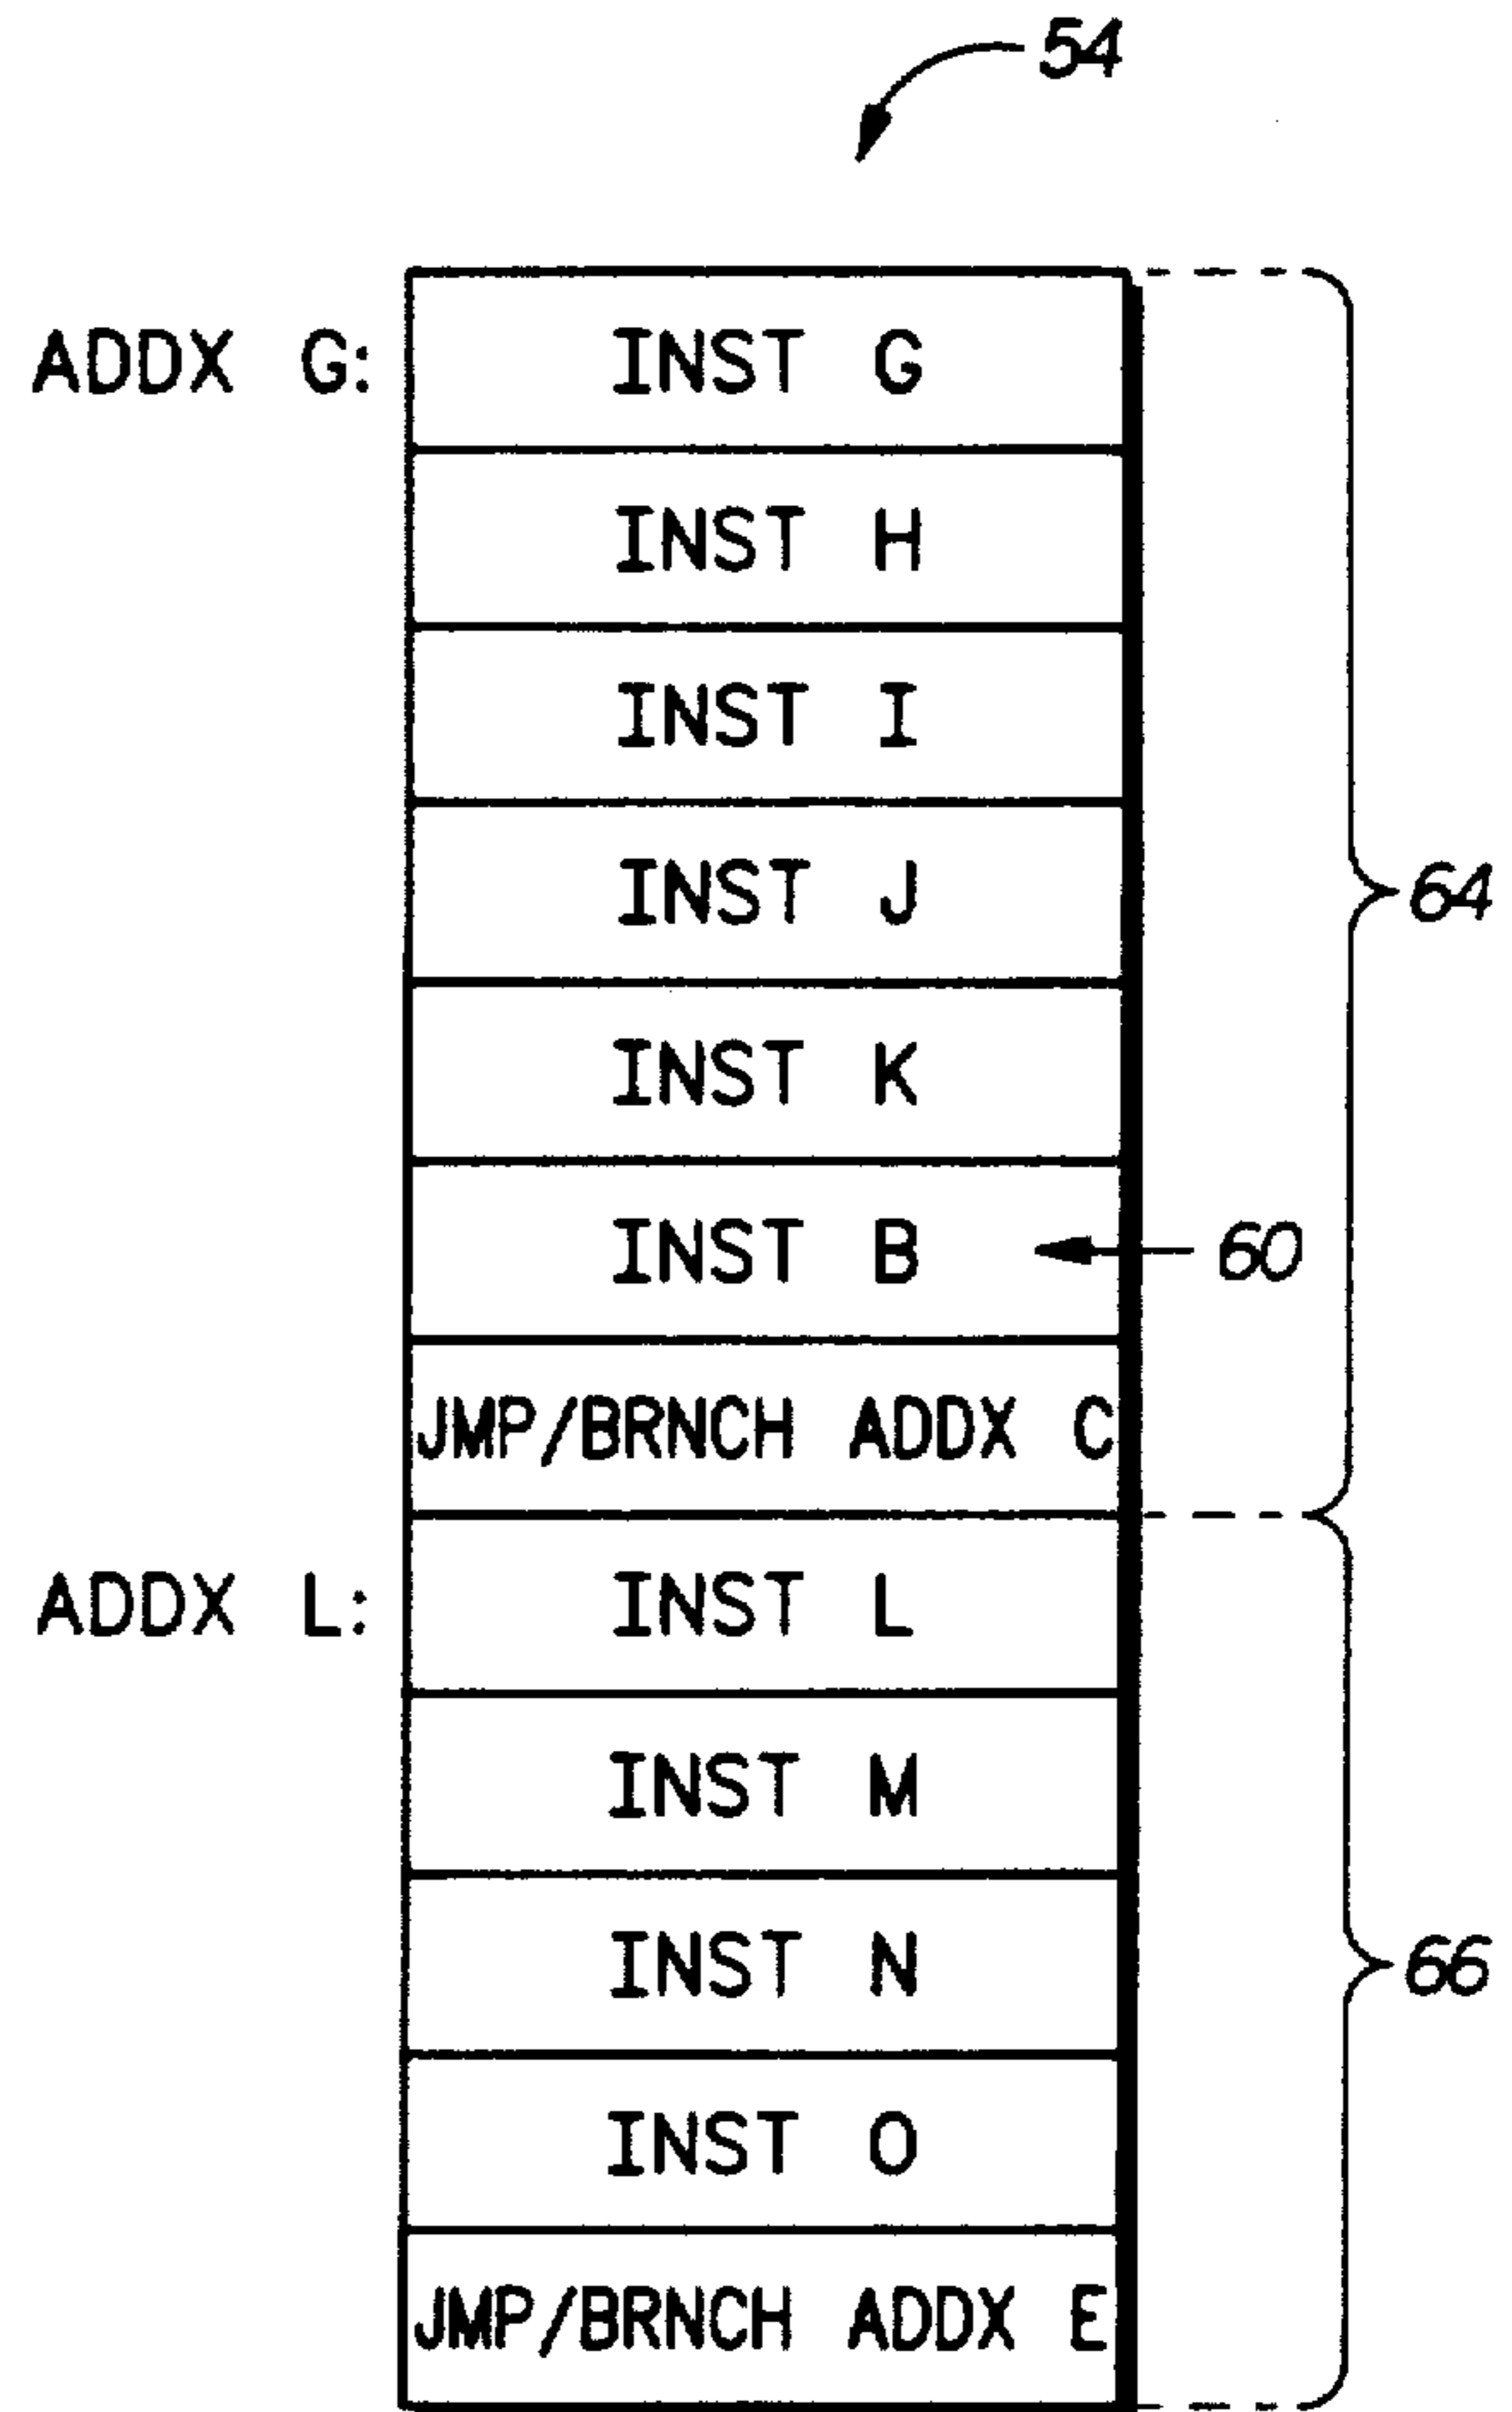 54
ADDX G: INST G
INST H
INST I
INST J
64
INST K
INST B 60
JMP/BRNCH ADDX C
ADDX L: INST L
INST M
INST N 66
INST O
JMP/BRNCH ADDX E